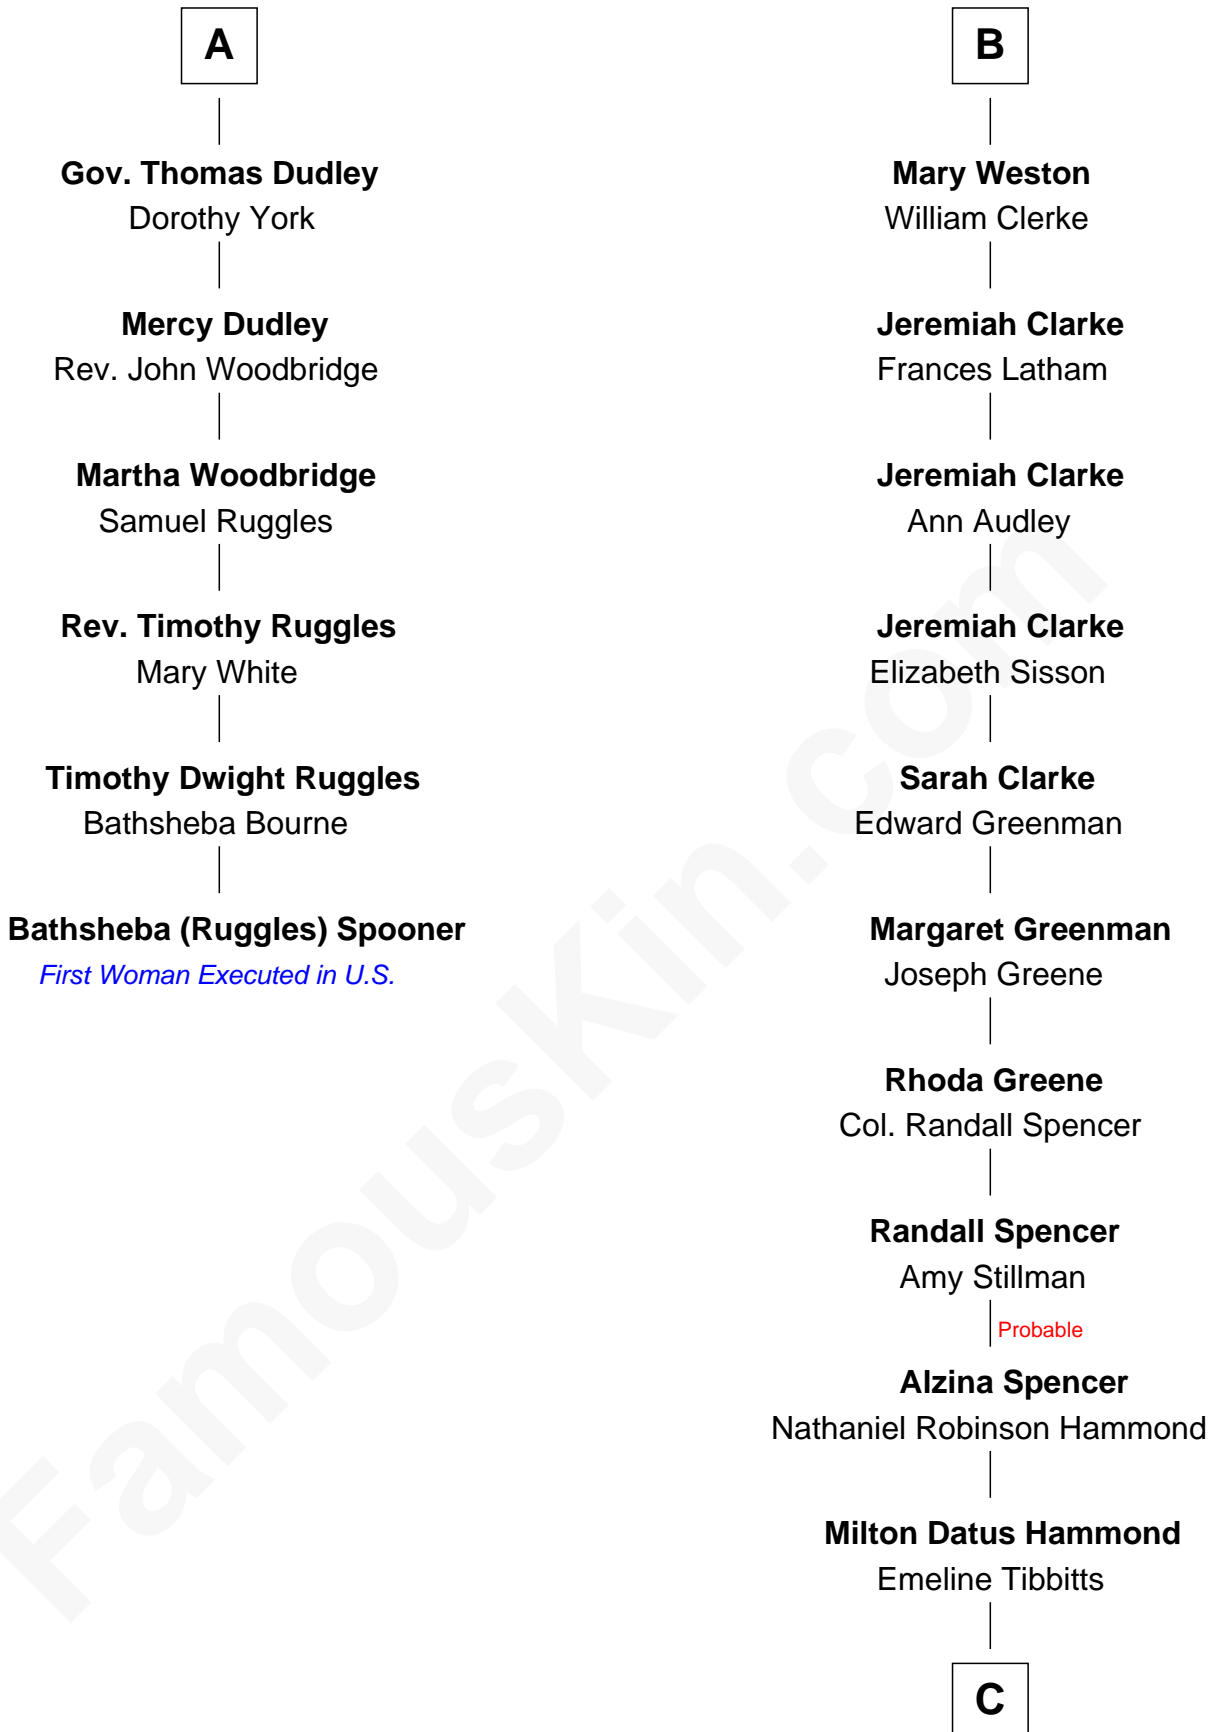 A
Gov. Thomas Dudley
Dorothy York
Mercy Dudley
Rev. John Woodbridge
Martha Woodbridge
Samuel Ruggles
Rev. Timothy Ruggles
Mary White
Timothy Dwight Ruggles
Bathsheba Bourne
Bathsheba (Ruggles) Spooner
First Woman Executed in U.S.
B
Mary Weston
William Clerke
Jeremiah Clarke
Frances Latham
Jeremiah Clarke
Ann Audley
Jeremiah Clarke
Elizabeth Sisson
Sarah Clarke
Edward Greenman
Margaret Greenman
Joseph Greene
Rhoda Greene
Col. Randall Spencer
Randall Spencer
Amy Stillman
Probable
Alzina Spencer
Nathaniel Robinson Hammond
Milton Datus Hammond
Emeline Tibbitts
C
FamousKin.com